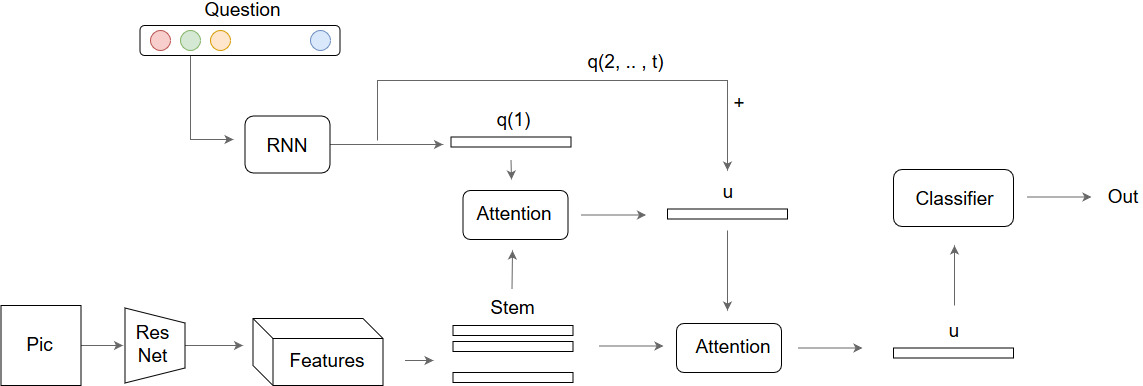 Question
q(2, .. , t)
+
q(1)
RNN
u
Classifier
Out
Attention
Stem
Pic
Res
Net
Features
Attention
u